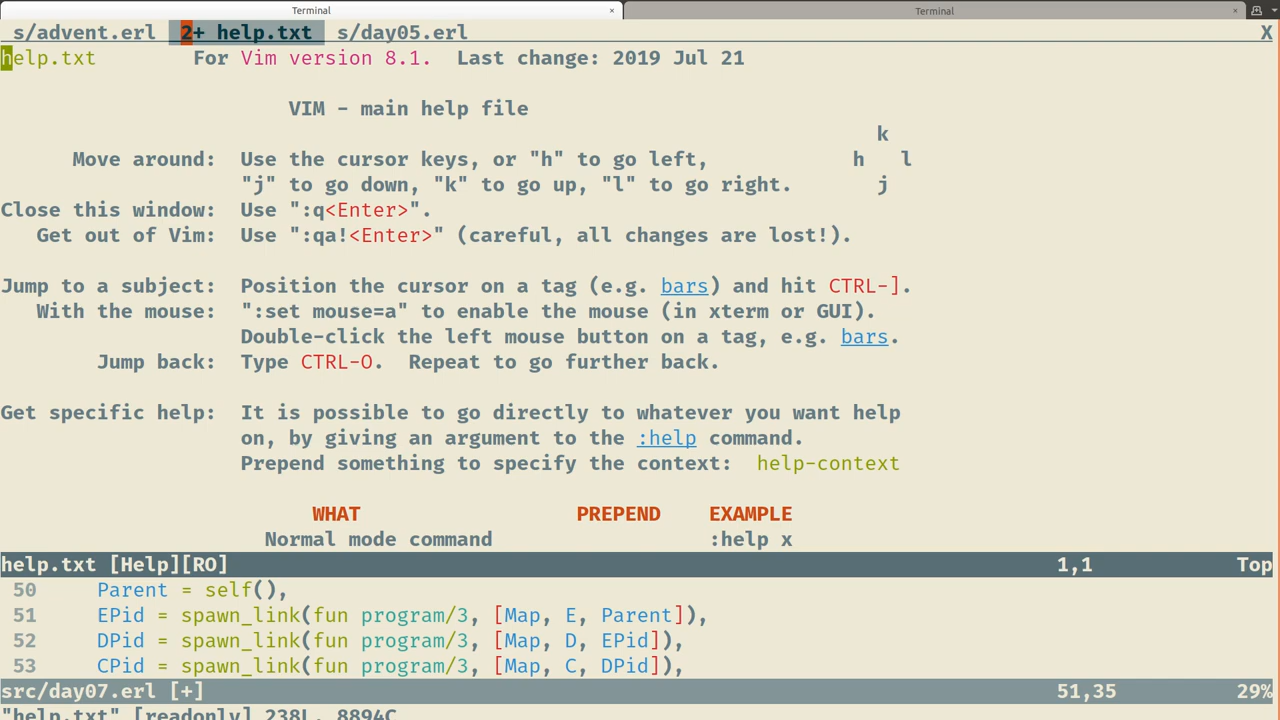 Terminal × Terminal ×
s/advent.erl 2+ help.txt s/day05.erl X
help.txt For Vim version 8.1. Last change: 2019 Jul 21
VIM - main help file
k
Move around: Use the cursor keys, or "h" to go left, h l
"j" to go down, "k" to go up, "l" to go right. j
Close this window: Use ":q<Enter>".
Get out of Vim: Use ":qa!<Enter>" (careful, all changes are lost!).
Jump to a subject: Position the cursor on a tag (e.g. bars) and hit CTRL-].
With the mouse: ":set mouse=a" to enable the mouse (in xterm or GUI).
Double-click the left mouse button on a tag, e.g. bars.
Jump back: Type CTRL-O. Repeat to go further back.
Get specific help: It is possible to go directly to whatever you want help
on, by giving an argument to the :help command.
Prepend something to specify the context: help-context
WHAT PREPEND EXAMPLE
Normal mode command :help x
help.txt [Help][RO] 1,1 Top
50 Parent = self(),
51 EPid = spawn_link(fun program/3, [Map, E, Parent]),
52 DPid = spawn_link(fun program/3, [Map, D, EPid]),
53 CPid = spawn_link(fun program/3, [Map, C, DPid]),
src/day07.erl [+] 51,35 29%
"help.txt" [readonly] 238L, 8894C